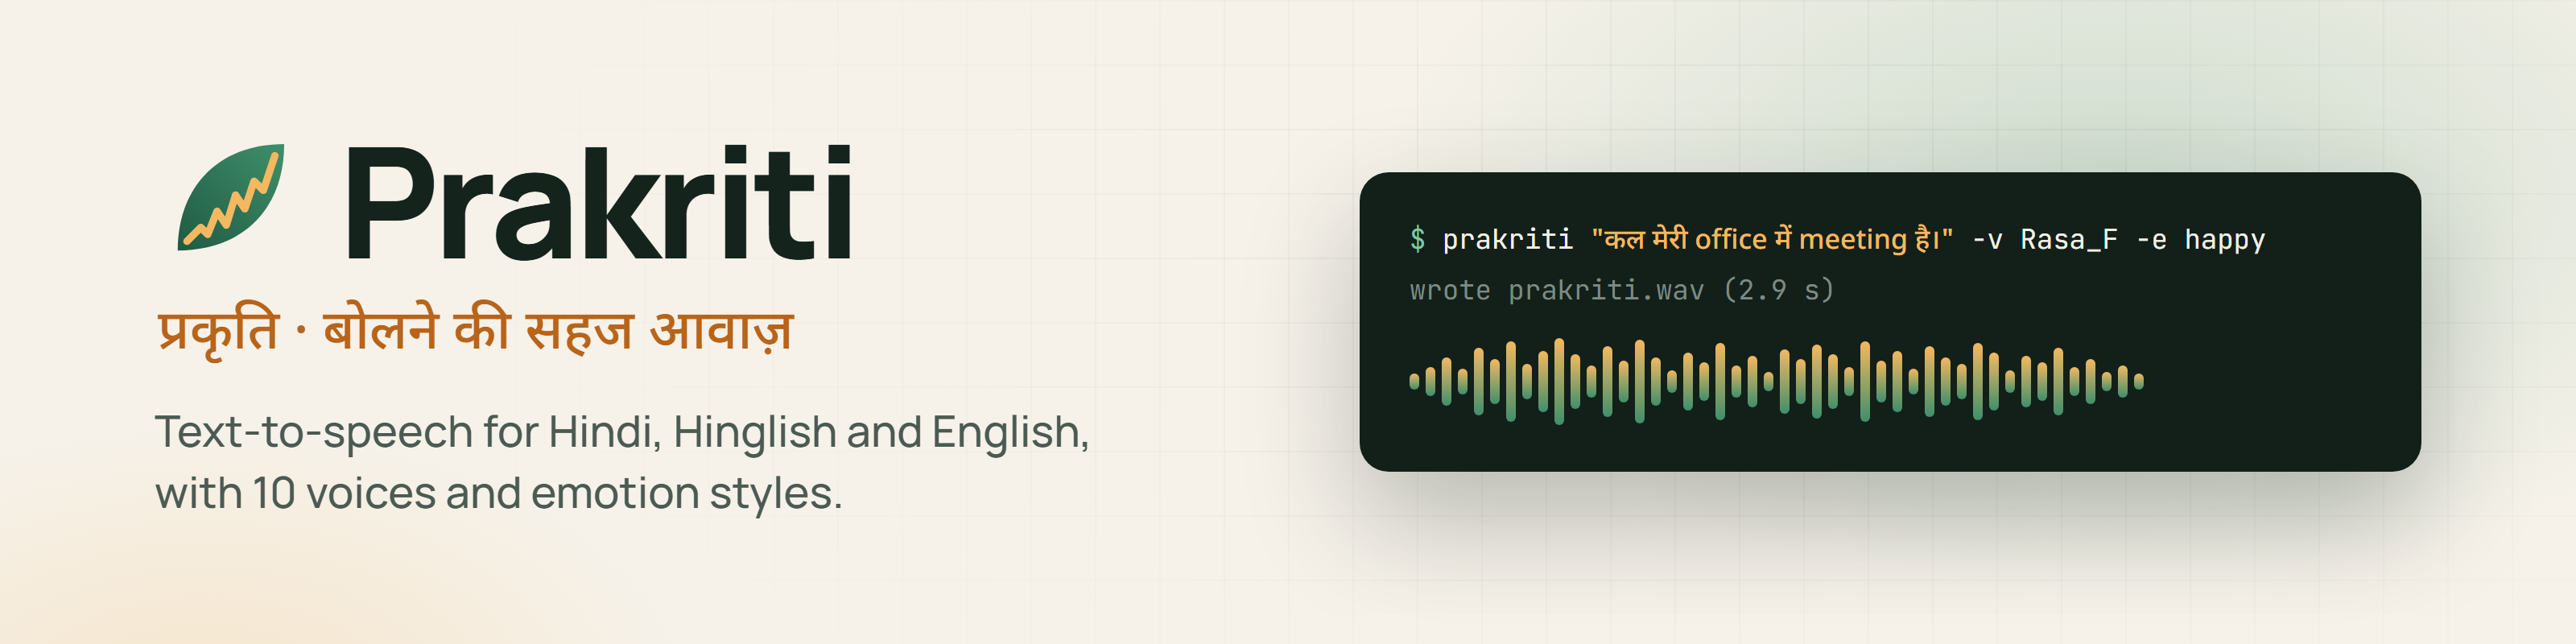 Prakriti
प्रकृति · बोलने की सहज आवाज़
Text-to-speech for Hindi, Hinglish and English,
with 10 voices and emotion styles.
$ prakriti "कल मेरी office में meeting है।" -v Rasa_F -e happy
wrote prakriti.wav (2.9 s)